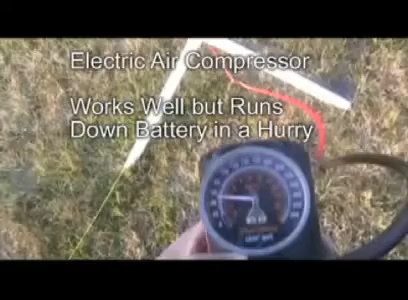 Electric Air Compressor
Works Well but Runs
Down Battery in a Hurry